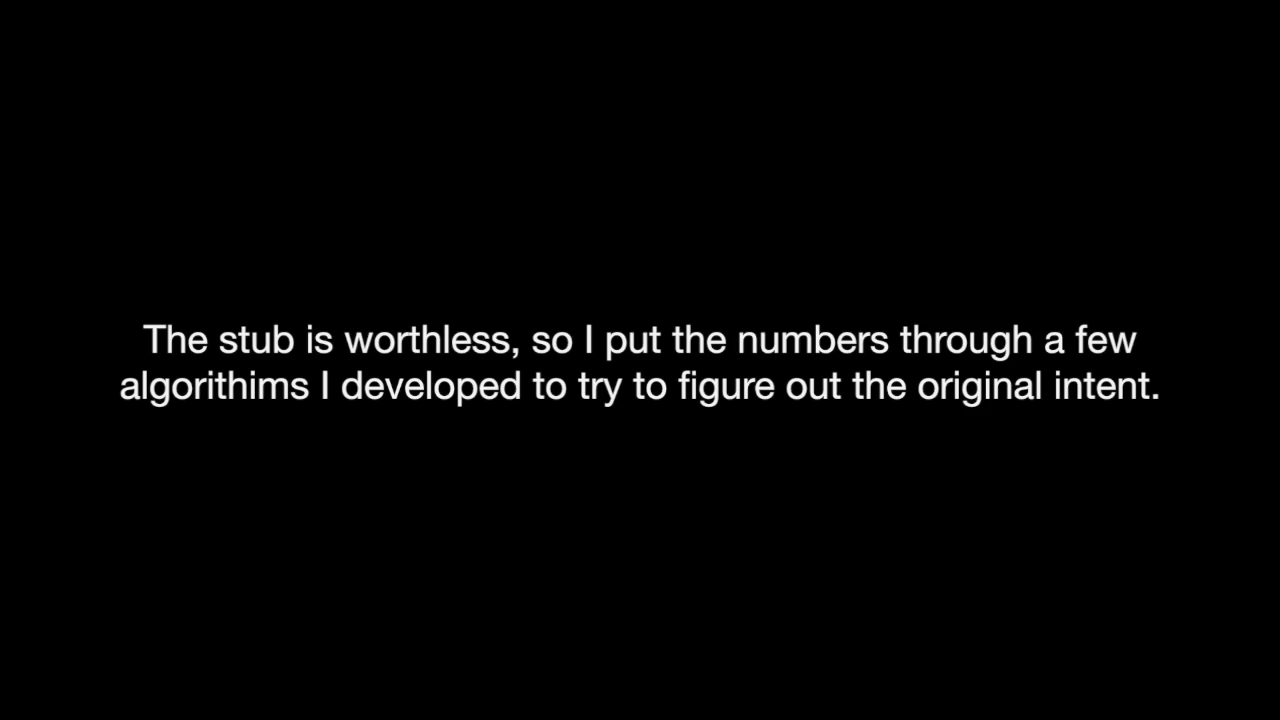 The stub is worthless, so I put the numbers through a few
algorithims I developed to try to figure out the original intent.